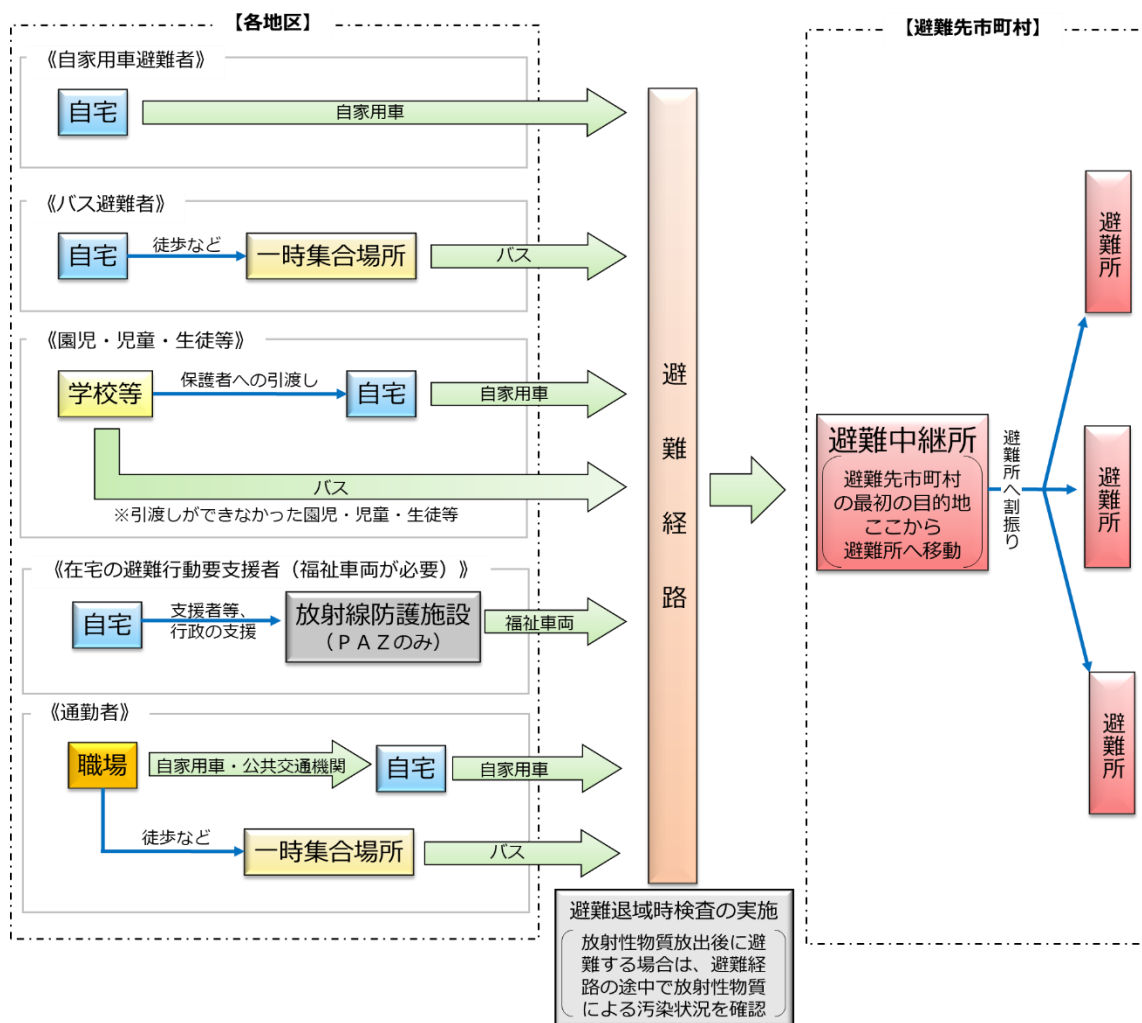 【各地区】
《自家用車避難者》
自宅
自家用車
《バス避難者》
自宅
徒歩など
一時集合場所
バス
《園児・児童・生徒等》
学校等
保護者への引渡し
自宅
自家用車
バス
※引渡しができなかった園児・児童・生徒等
《在宅の避難行動要支援者（福祉車両が必要）》
自宅
支援者等、
行政の支援
放射線防護施設
（ＰＡＺのみ）
福祉車両
《通勤者》
職場
自家用車・公共交通機関
自宅
自家用車
徒歩など
一時集合場所
バス
避難経路
避難退域時検査の実施
放射性物質放出後に避
難する場合は、避難経
路の途中で放射性物質
による汚染状況を確認
【避難先市町村】
避難中継所
避難先市町村
の最初の目的地
ここから
避難所へ移動
避難所へ割振り
避難所
避難所
避難所